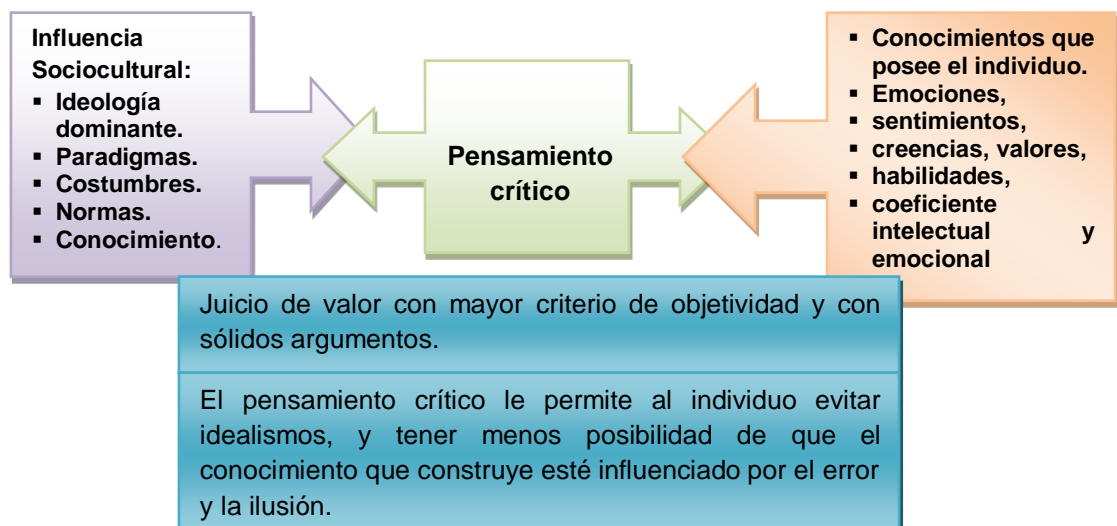 Influencia
Sociocultural:
▪ Ideología
dominante.
▪ Paradigmas.
▪ Costumbres.
▪ Normas.
▪ Conocimiento.
Pensamiento
crítico
▪ Conocimientos que
posee el individuo.
▪ Emociones,
▪ sentimientos,
▪ creencias, valores,
▪ habilidades,
▪ coeficiente
intelectual y
emocional
Juicio de valor con mayor criterio de objetividad y con
sólidos argumentos.
El pensamiento crítico le permite al individuo evitar
idealismos, y tener menos posibilidad de que el
conocimiento que construye esté influenciado por el error
y la ilusión.